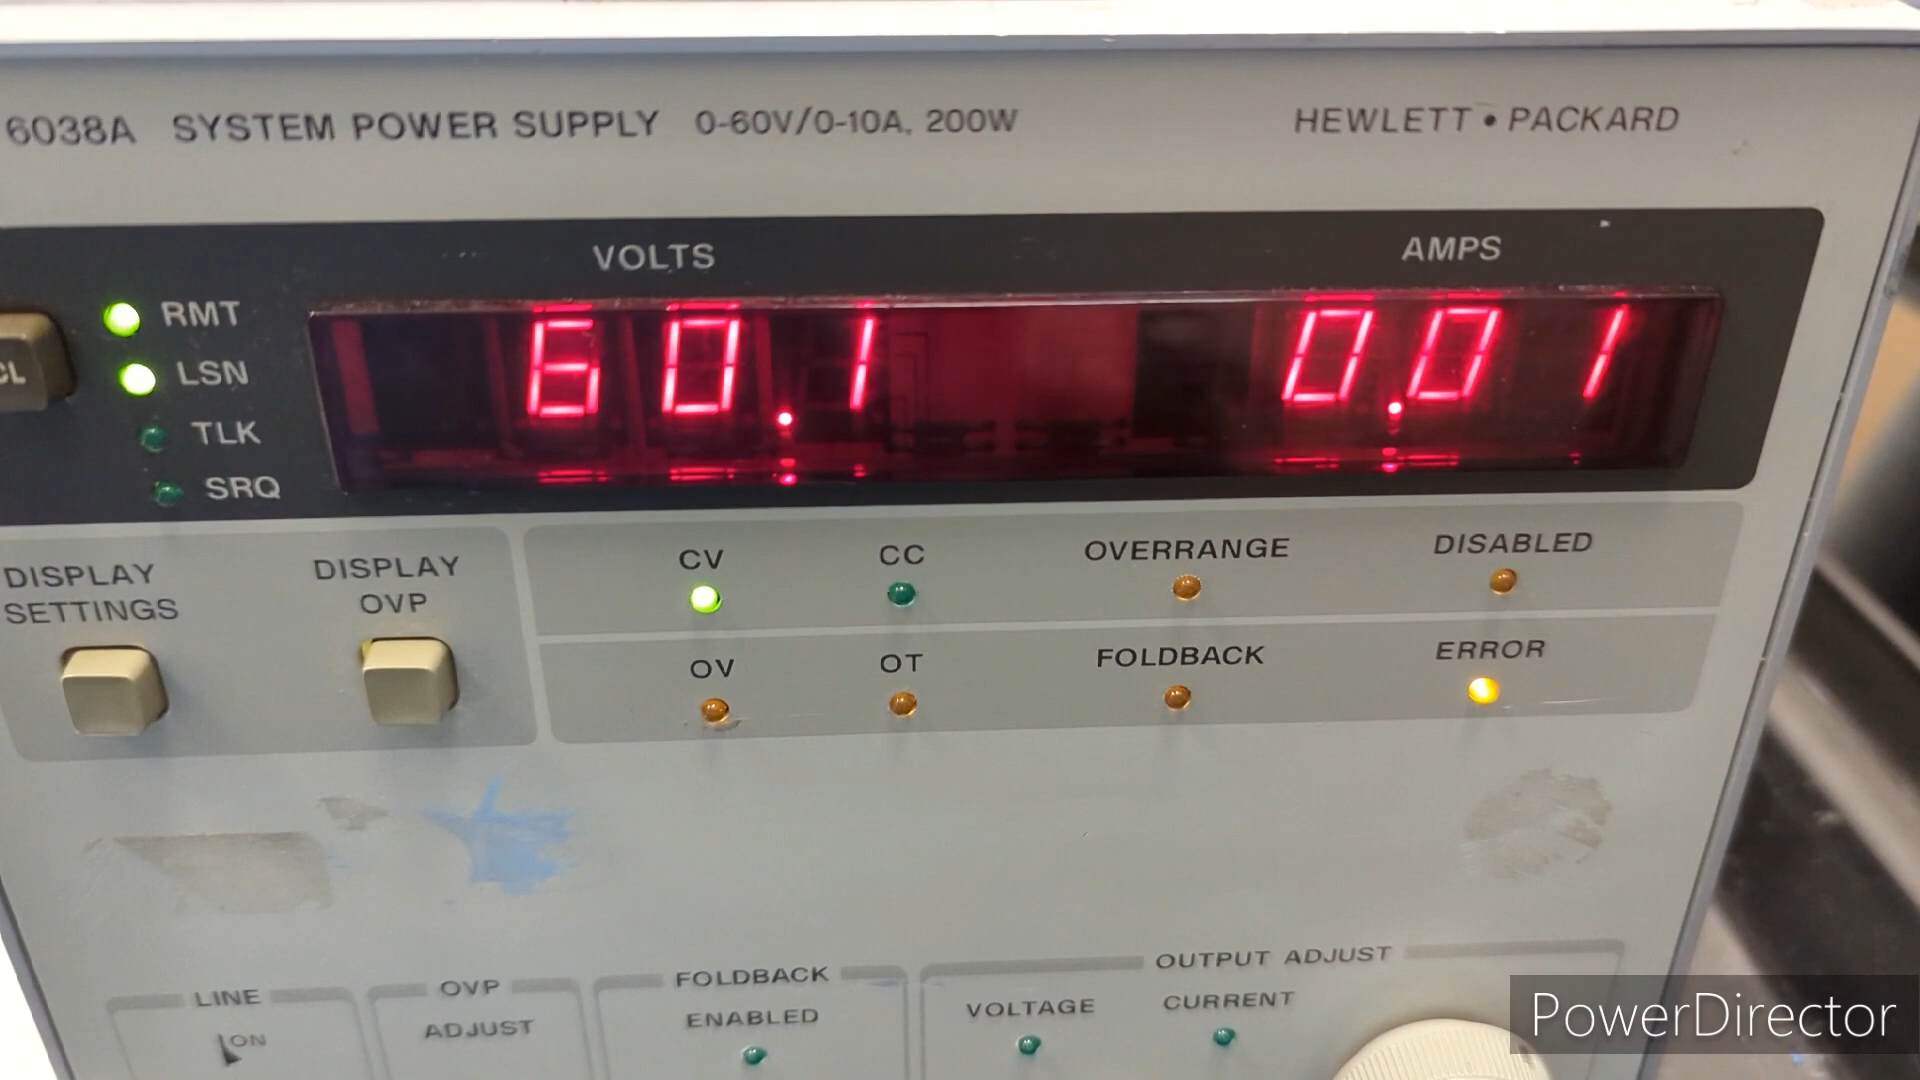 6038A SYSTEM POWER SUPPLY 0-60V/0-10A, 200W HEWLETT • PACKARD
VOLTS AMPS
RMT
LSN
TLK
SRQ
60.1 0.01
CL
DISPLAY SETTINGS
DISPLAY OVP
CV CC OVERRANGE DISABLED
OV OT FOLDBACK ERROR
LINE
ON
OVP
ADJUST
FOLDBACK
ENABLED
OUTPUT ADJUST
VOLTAGE CURRENT
PowerDirector